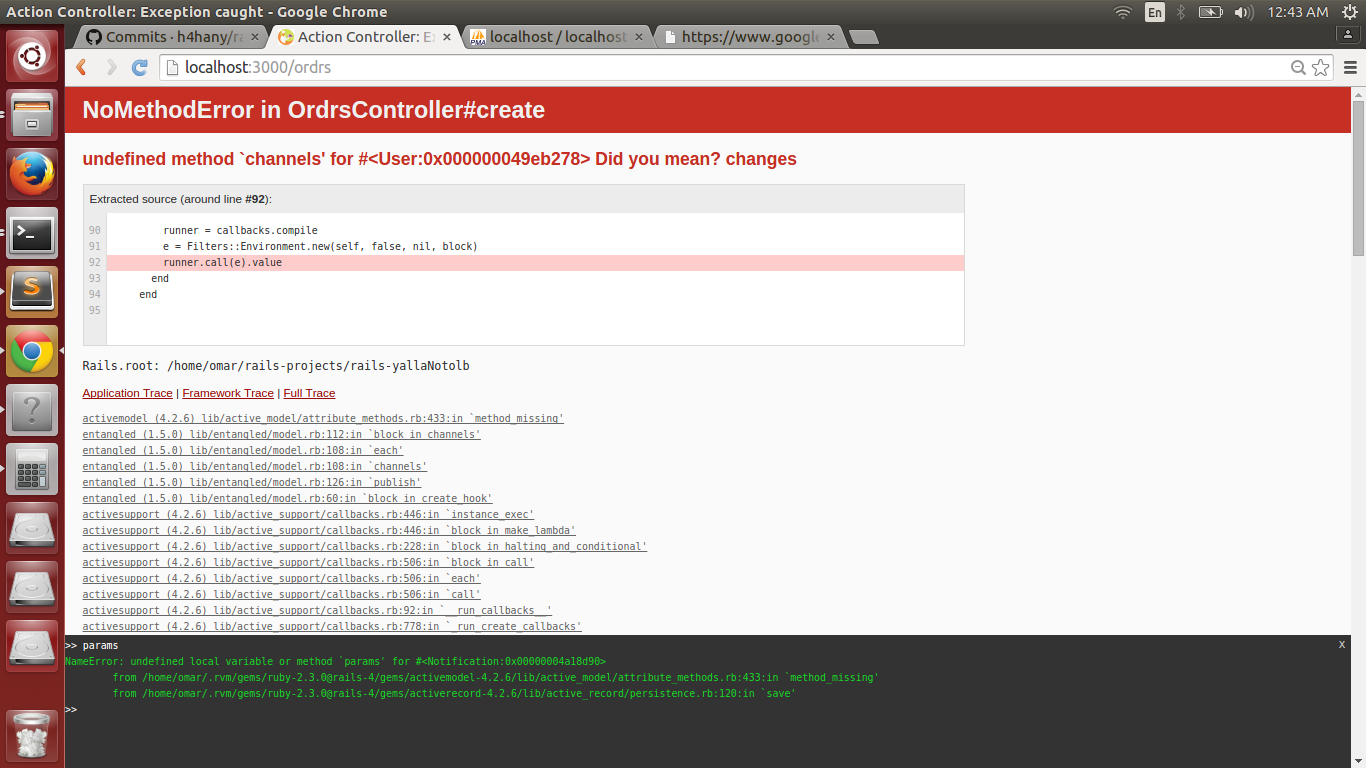 Action Controller: Exception caught - Google Chrome
En
12:43 AM
Commits · h4hany/ra
Action Controller: Ex
localhost / localhost
https://www.google
localhost:3000/ordrs
NoMethodError in OrdrsController#create
undefined method `channels' for #<User:0x000000049eb278> Did you mean? changes
Extracted source (around line #92):
90 runner = callbacks.compile
91 e = Filters::Environment.new(self, false, nil, block)
92 runner.call(e).value
93 end
94 end
95
Rails.root: /home/omar/rails-projects/rails-yallaNotolb
Application Trace | Framework Trace | Full Trace
activemodel (4.2.6) lib/active_model/attribute_methods.rb:433:in `method_missing'
entangled (1.5.0) lib/entangled/model.rb:112:in `block in channels'
entangled (1.5.0) lib/entangled/model.rb:108:in `each'
entangled (1.5.0) lib/entangled/model.rb:108:in `channels'
entangled (1.5.0) lib/entangled/model.rb:126:in `publish'
entangled (1.5.0) lib/entangled/model.rb:60:in `block in create_hook'
activesupport (4.2.6) lib/active_support/callbacks.rb:446:in `instance_exec'
activesupport (4.2.6) lib/active_support/callbacks.rb:446:in `block in make_lambda'
activesupport (4.2.6) lib/active_support/callbacks.rb:228:in `block in halting_and_conditional'
activesupport (4.2.6) lib/active_support/callbacks.rb:506:in `block in call'
activesupport (4.2.6) lib/active_support/callbacks.rb:506:in `each'
activesupport (4.2.6) lib/active_support/callbacks.rb:506:in `call'
activesupport (4.2.6) lib/active_support/callbacks.rb:92:in `__run_callbacks__'
activesupport (4.2.6) lib/active_support/callbacks.rb:778:in `_run_create_callbacks'
>> params
x
NameError: undefined local variable or method `params' for #<Notification:0x00000004a18d90>
from /home/omar/.rvm/gems/ruby-2.3.0@rails-4/gems/activemodel-4.2.6/lib/active_model/attribute_methods.rb:433:in `method_missing'
from /home/omar/.rvm/gems/ruby-2.3.0@rails-4/gems/activerecord-4.2.6/lib/active_record/persistence.rb:120:in `save'
>>